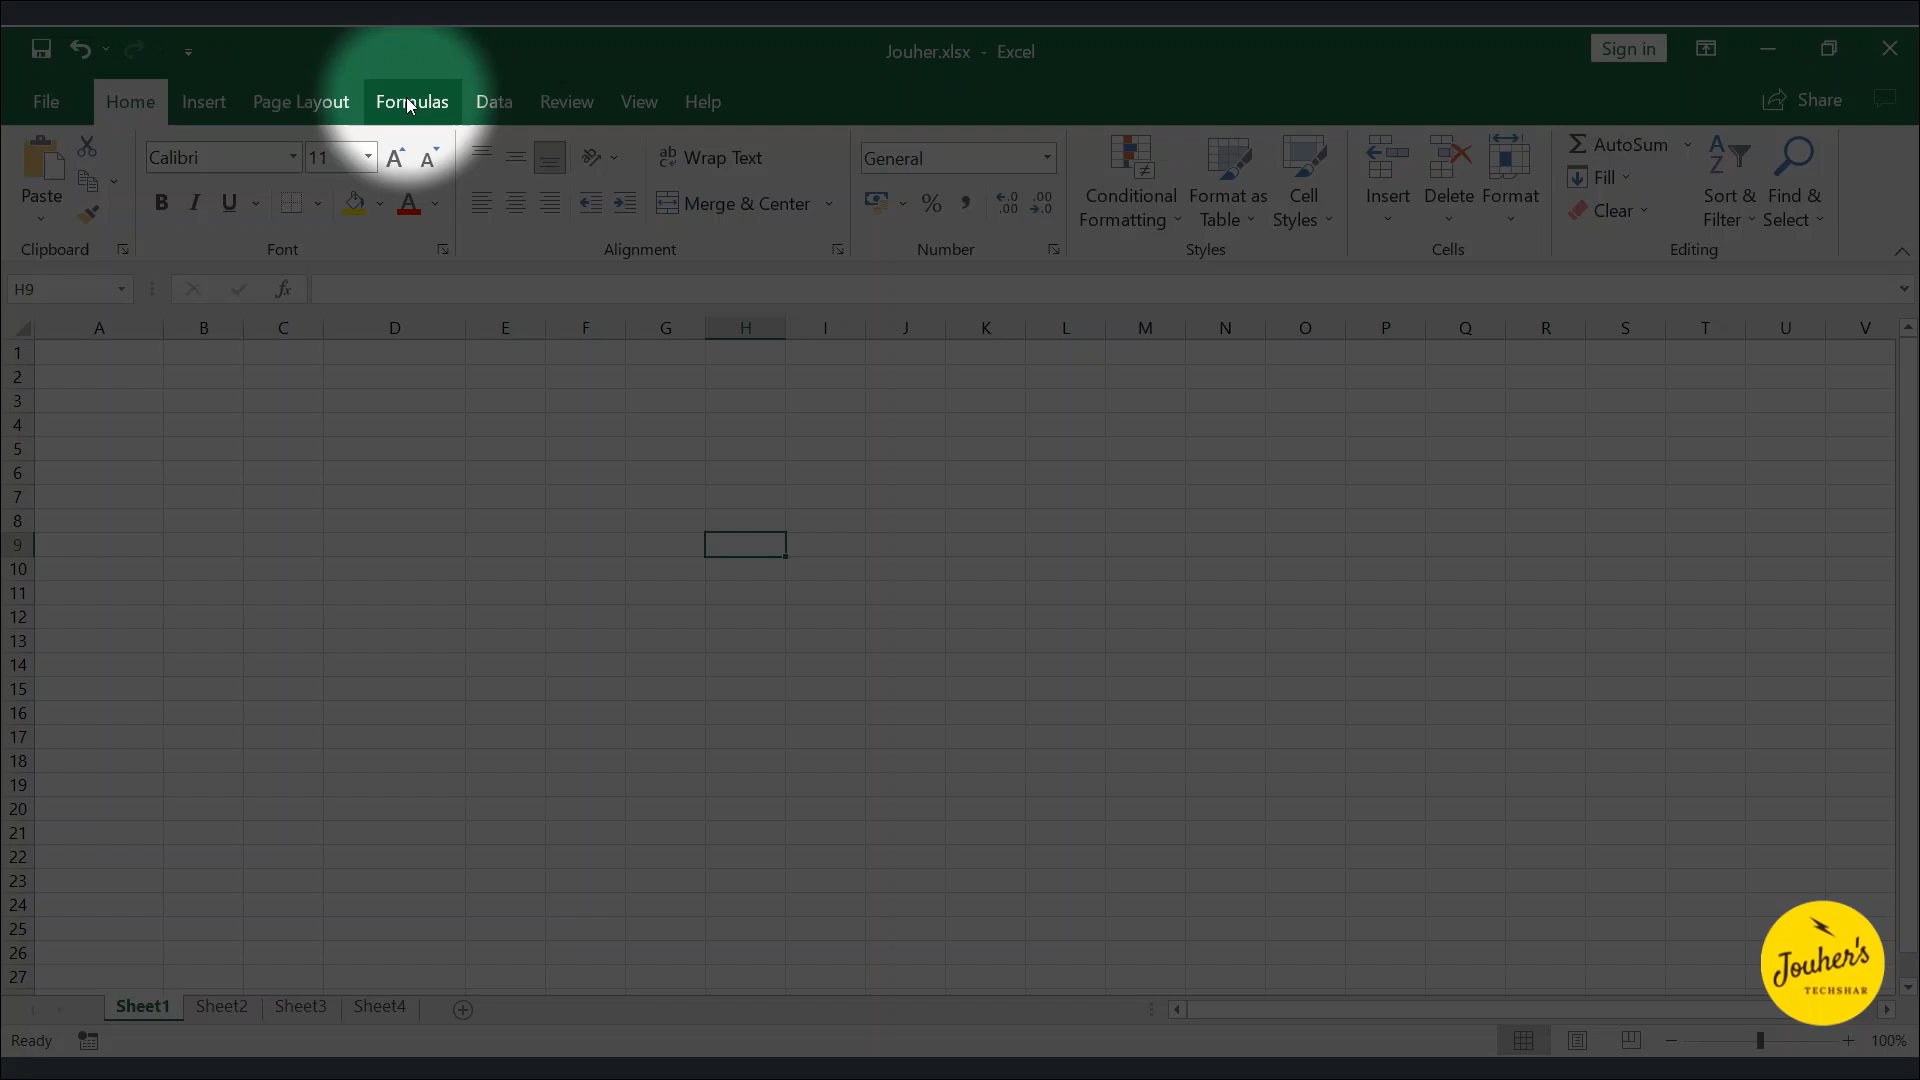 Jouher.xlsx - Excel
Sign in
File Home Insert Page Layout Formulas Data Review View Help
Share
Calibri 11 A A
ab Wrap Text
General
AutoSum
Fill
Clear
Paste
B I U A
Merge & Center
% 
Conditional Formatting
Format as Table
Cell Styles
Insert Delete Format
Sort & Filter
Find & Select
Clipboard Font Alignment Number Styles Cells Editing
H9
fx
A B C D E F G H I J K L M N O P Q R S T U V
1
2
3
4
5
6
7
8
9
10
11
12
13
14
15
16
17
18
19
20
21
22
23
24
25
26
27
Jouher's
TECHSHAR
Sheet1 Sheet2 Sheet3 Sheet4
Ready
100%